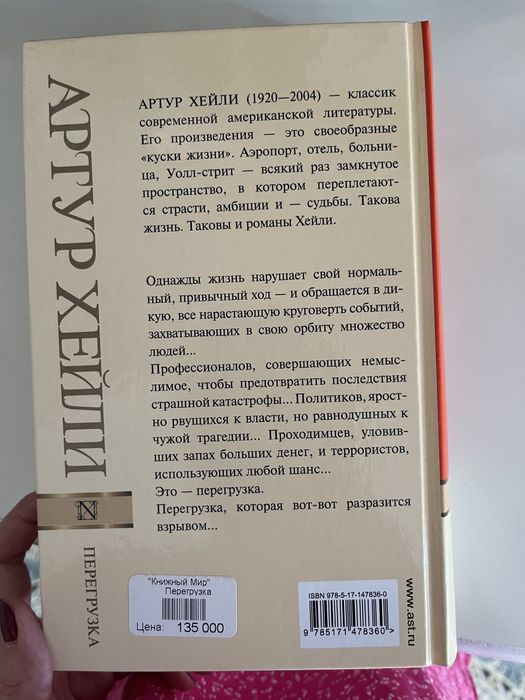 АРТУР ХЕЙЛИ
ПЕРЕГРУЗКА
АРТУР ХЕЙЛИ (1920—2004) — классик
современной американской литературы.
Его произведения — это своеобразные
«куски жизни». Аэропорт, отель, больни-
ца, Уолл-стрит — всякий раз замкнутое
пространство, в котором переплетают-
ся страсти, амбиции и — судьбы. Такова
жизнь. Таковы и романы Хейли.
Однажды жизнь нарушает свой нормаль-
ный, привычный ход — и обращается в ди-
кую, все нарастающую круговерть событий,
захватывающих в свою орбиту множество
людей...
Профессионалов, совершающих немыс-
лимое, чтобы предотвратить последствия
страшной катастрофы... Политиков, ярост-
но рвущихся к власти, но равнодушных к
чужой трагедии... Проходимцев, уловив-
ших запах больших денег, и террористов,
использующих любой шанс...
Это — перегрузка.
Перегрузка, которая вот-вот разразится
взрывом...
"Книжный Мир"
Перегрузка
Цена: 135 000
ISBN 978-5-17-147836-0
9 785171 478360 >
www.ast.ru